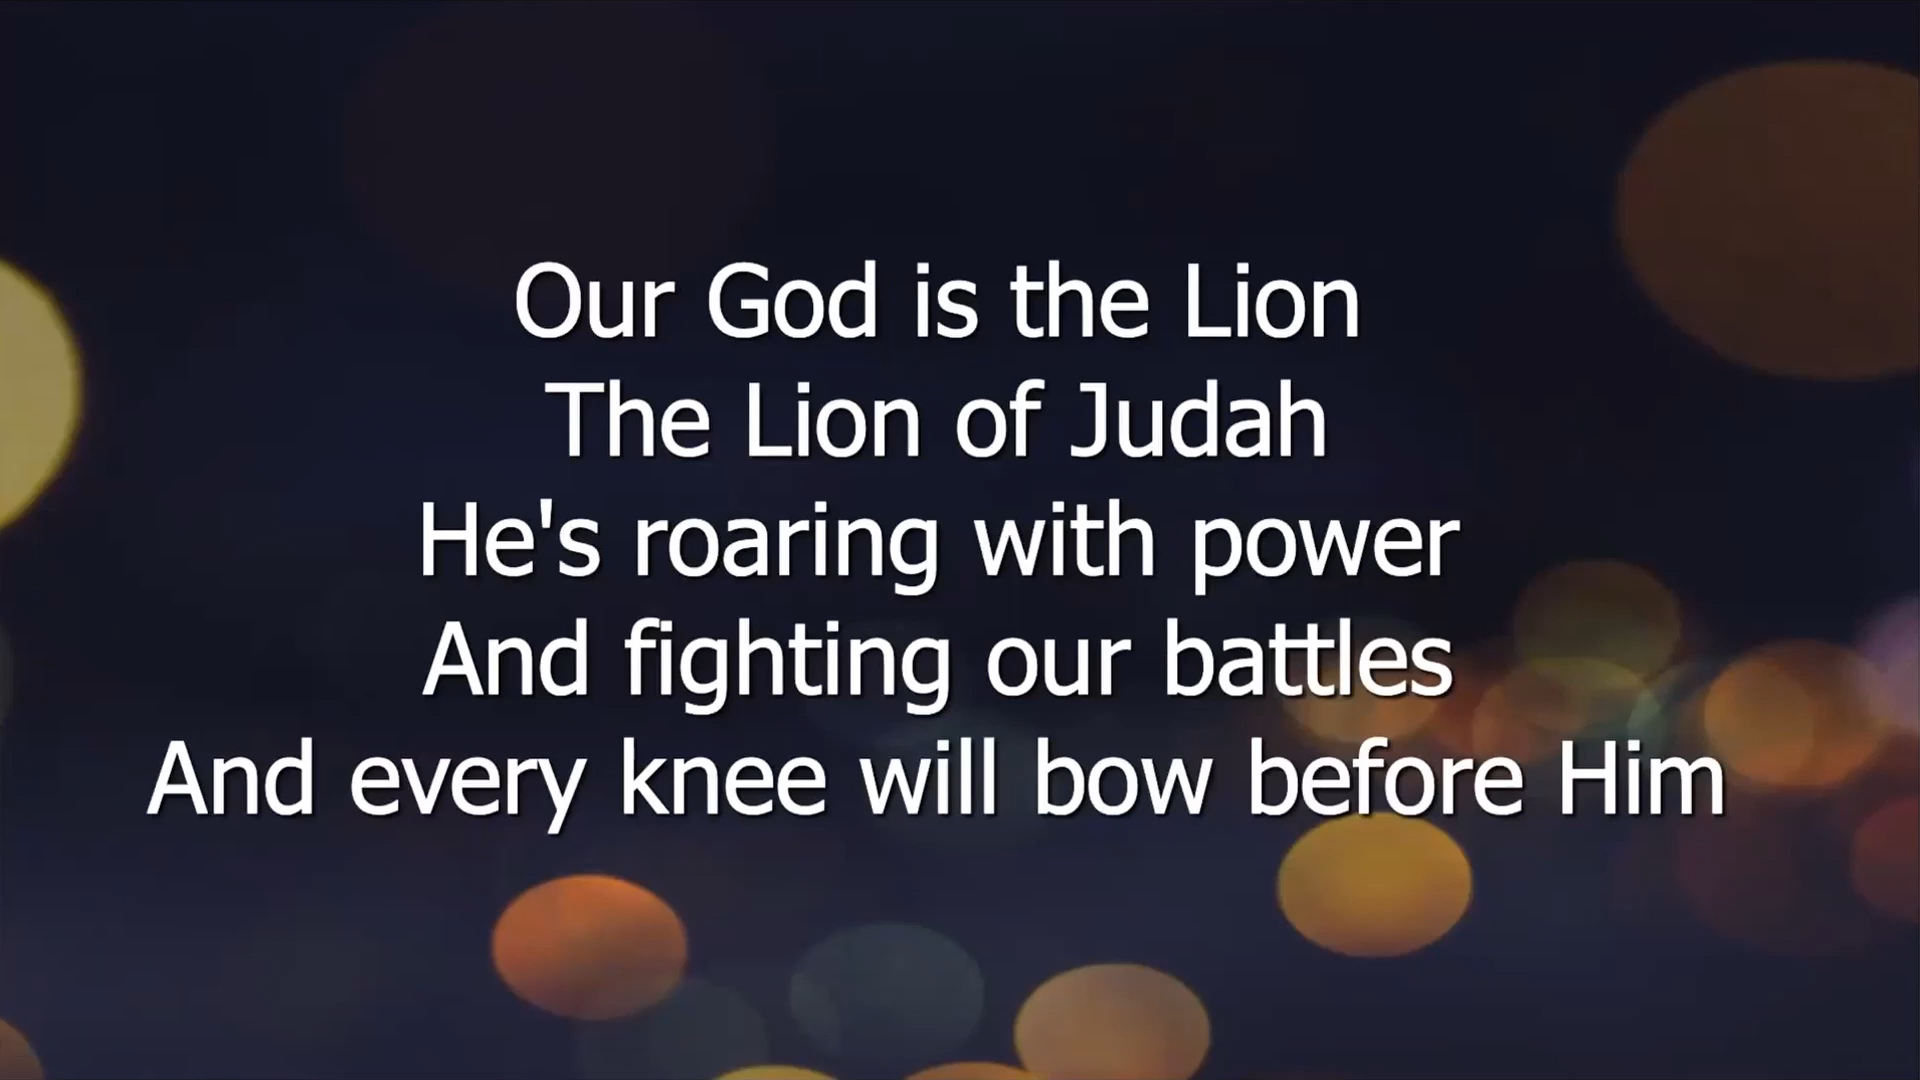 Our God is the Lion
The Lion of Judah
He's roaring with power
And fighting our battles
And every knee will bow before Him